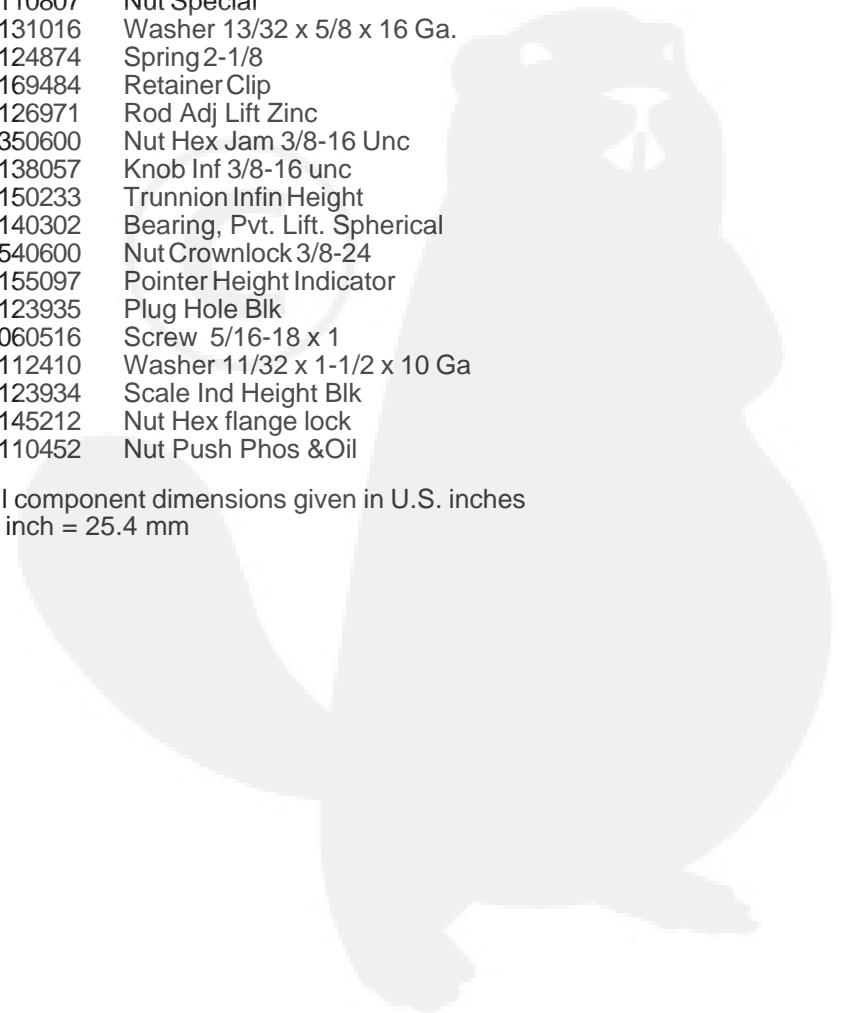 110807 Nut Special
131016 Washer 13/32 x 5/8 x 16 Ga.
124874 Spring 2-1/8
169484 Retainer Clip
126971 Rod Adj Lift Zinc
350600 Nut Hex Jam 3/8-16 Unc
138057 Knob Inf 3/8-16 unc
150233 Trunnion Infin Height
140302 Bearing, Pvt. Lift. Spherical
540600 Nut Crownlock 3/8-24
155097 Pointer Height Indicator
123935 Plug Hole Blk
060516 Screw 5/16-18 x 1
112410 Washer 11/32 x 1-1/2 x 10 Ga
123934 Scale Ind Height Blk
145212 Nut Hex flange lock
110452 Nut Push Phos &Oil
l component dimensions given in U.S. inches
inch = 25.4 mm